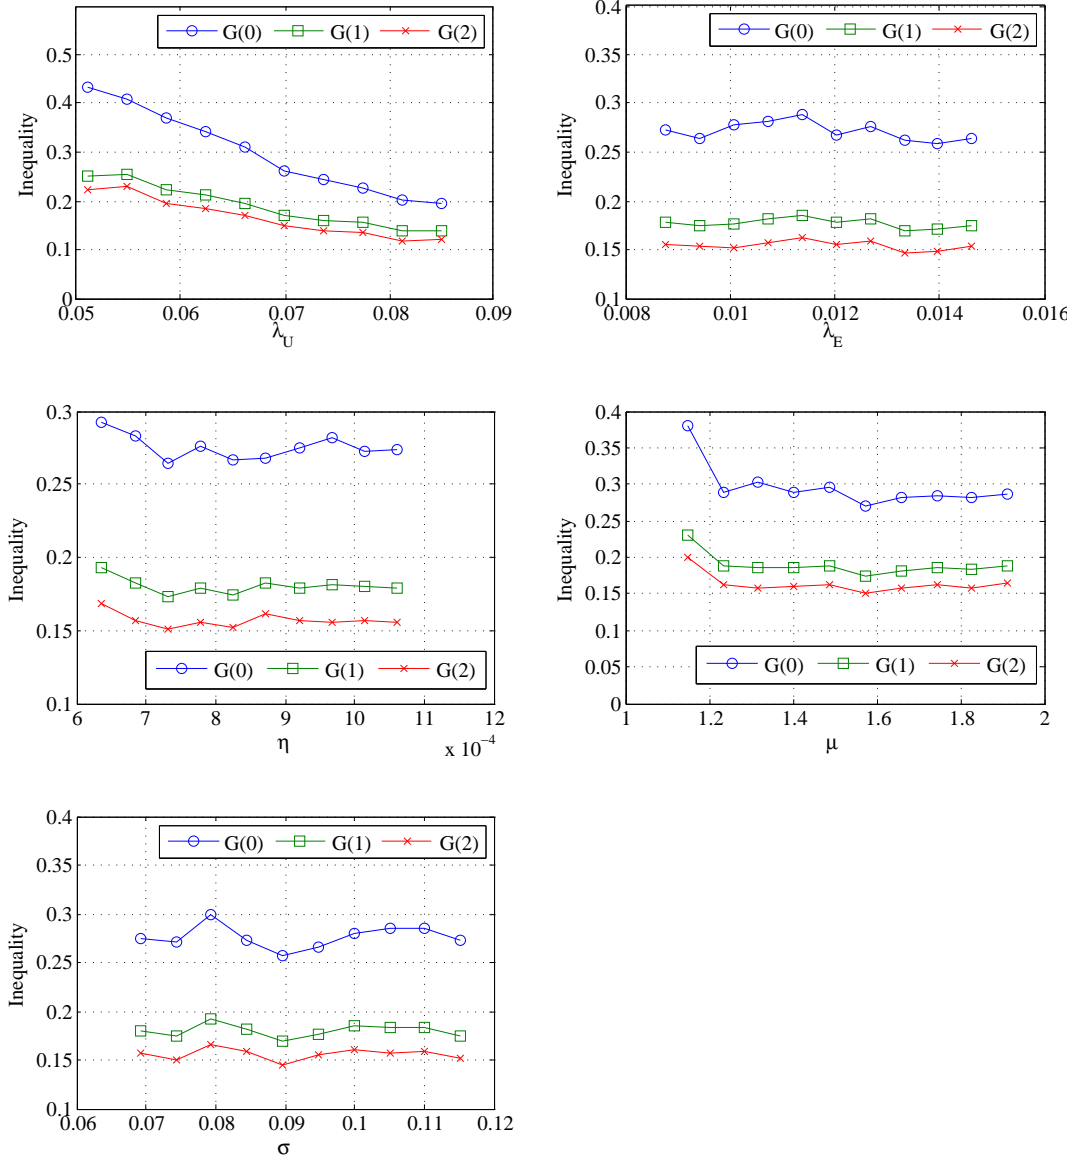 G(0) G(1) G(2)
Inequality
0.5
0.4
0.3
0.2
0.1
0
0.05 0.06 0.07 0.08 0.09
λ_U
G(0) G(1) G(2)
Inequality
0.4
0.35
0.3
0.25
0.2
0.15
0.1
0.008 0.01 0.012 0.014 0.016
λ_E
Inequality
0.3
0.25
0.2
0.15
0.1
G(0) G(1) G(2)
6 7 8 9 10 11 12
η
x 10⁻⁴
Inequality
0.4
0.35
0.3
0.25
0.2
0.15
0.1
0.05
0
G(0) G(1) G(2)
1 1.2 1.4 1.6 1.8 2
μ
G(0) G(1) G(2)
Inequality
0.4
0.35
0.3
0.25
0.2
0.15
0.1
0.06 0.07 0.08 0.09 0.1 0.11 0.12
σ